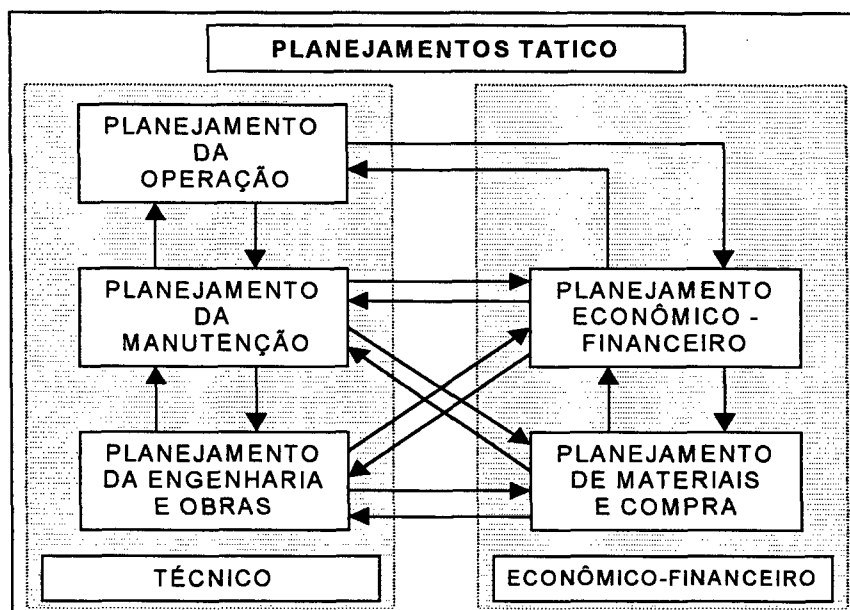 PLANEJAMENTOS TATICO
PLANEJAMENTO
DA
OPERAÇÃO
PLANEJAMENTO
DA
MANUTENÇÃO
PLANEJAMENTO
DA ENGENHARIA
E OBRAS
TÉCNICO
PLANEJAMENTO
ECONÔMICO -
FINANCEIRO
PLANEJAMENTO
DE MATERIAIS
E COMPRA
ECONÔMICO-FINANCEIRO